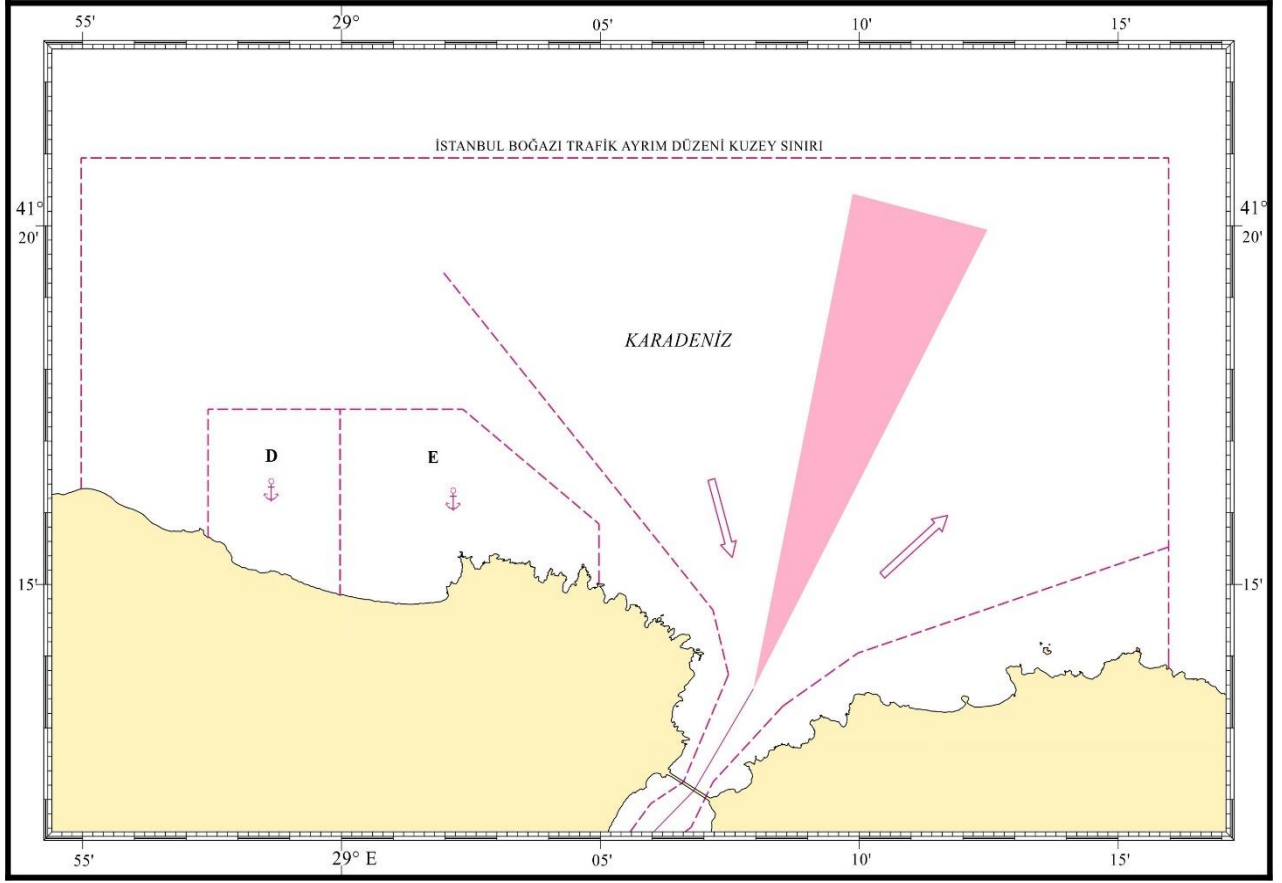 55' 29° 05' 10' 15'
İSTANBUL BOĞAZI TRAFİK AYRIM DÜZENİ KUZEY SINIRI
41° 41°
20' 20'
KARADENİZ
D E
15' 15'
55' 29° E 05' 10' 15'